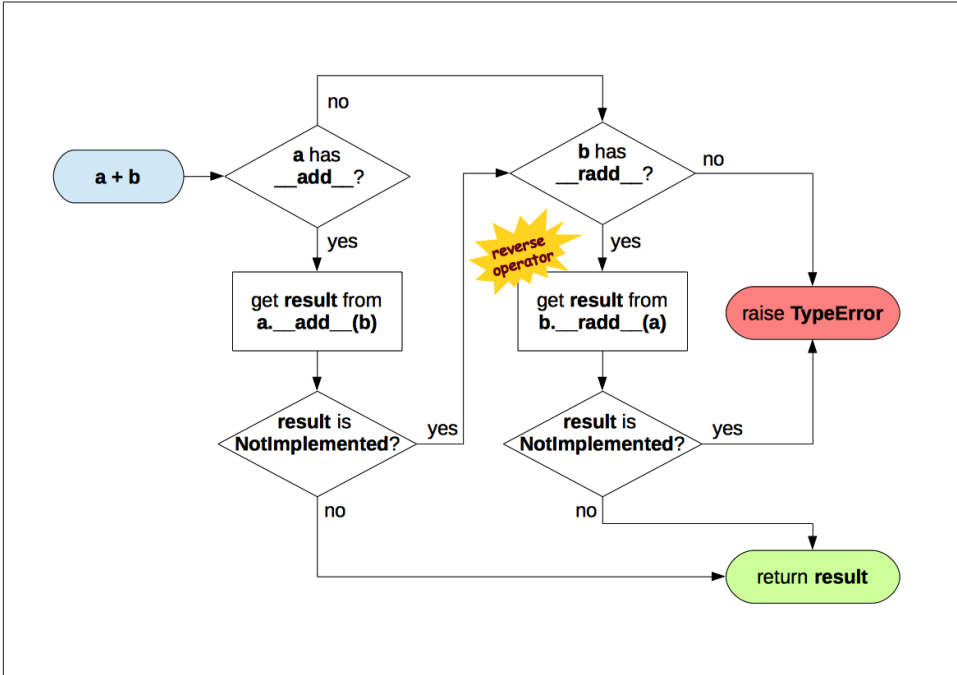 a + b
a has
__add__?
no
yes
get result from
a.__add__(b)
result is
NotImplemented?
yes
no
b has
__radd__?
no
yes
reverse
operator
get result from
b.__radd__(a)
result is
NotImplemented?
yes
no
raise TypeError
return result